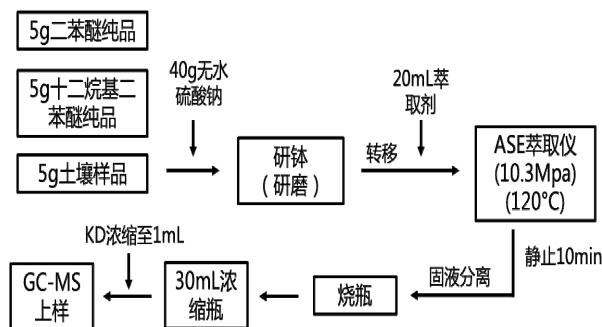 5g二苯醚纯品
5g十二烷基二
苯醚纯品
5g土壤样品
40g无水
硫酸钠
研钵
（研磨）
转移
20mL萃
取剂
ASE萃取仪
(10.3Mpa)
(120°C)
静止10min
固液分离
烧瓶
30mL浓
缩瓶
KD浓缩至1mL
GC-MS
上样